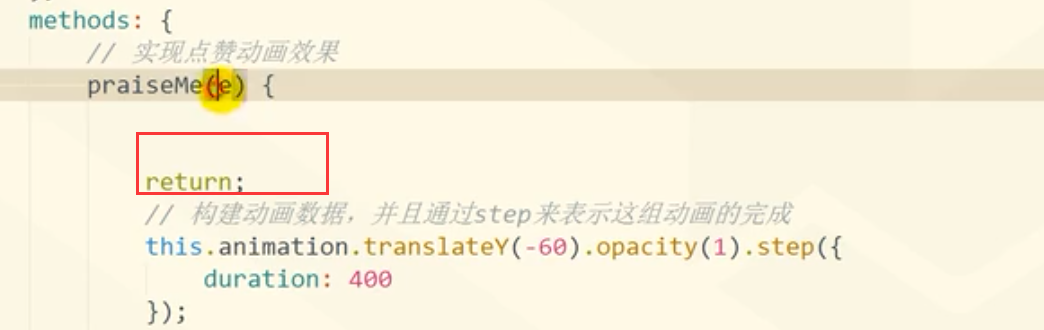 methods: {
// 实现点赞动画效果
praiseMe(e) {
return;
// 构建动画数据，并且通过step来表示这组动画的完成
this.animation.translateY(-60).opacity(1).step({
duration: 400
});